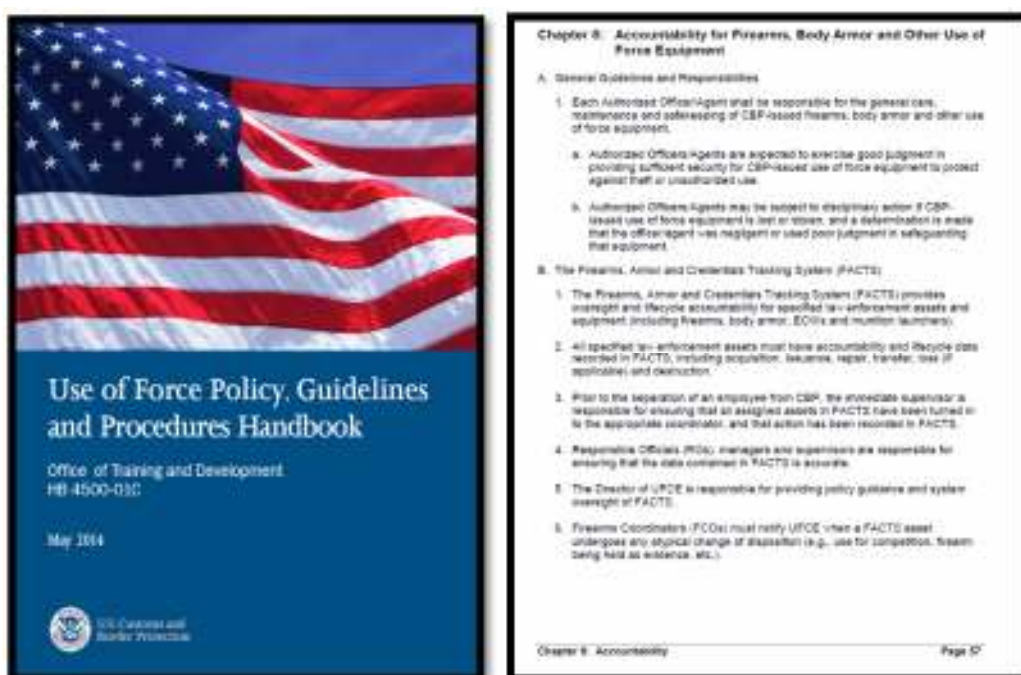 Use of Force Policy, Guidelines
and Procedures Handbook
Office of Training and Development
HB 4500-01C
May 2014
U.S. Customs and
Border Protection
Chapter 6: Accountability for Firearms, Body Armor and Other Use of
Force Equipment
A. General Guidelines and Responsibilities
1. Each Authorized Officer/Agent shall be responsible for the general care,
maintenance and safekeeping of CBP-issued firearms, body armor and other use
of force equipment.
a. Authorized Officers/Agents are expected to exercise good judgment in
providing sufficient security for CBP-issued use of force equipment to protect
against theft or unauthorized use.
b. Authorized Officers/Agents may be subject to disciplinary action if CBP-
issued use of force equipment is lost or stolen, and a determination is made
that the officer/agent was negligent or used poor judgment in safeguarding
that equipment.
B. The Firearms, Armor and Credentials Tracking System (FACTS)
1. The Firearms, Armor and Credentials Tracking System (FACTS) provides
oversight and lifecycle accountability for specified law enforcement assets and
equipment (including firearms, body armor, ECWs and munition launchers).
2. All specified law enforcement assets must have accountability and lifecycle data
recorded in FACTS, including acquisition, issuance, repair, transfer, loss (if
applicable) and destruction.
3. Prior to the separation of an employee from CBP, the immediate supervisor is
responsible for ensuring that all assigned assets in FACTS have been turned in
to the appropriate coordinator, and that action has been recorded in FACTS.
4. Responsible Officials (ROs), managers and supervisors are responsible for
ensuring that the data contained in FACTS is accurate.
5. The Director of UFCE is responsible for providing policy guidance and system
oversight of FACTS.
6. Firearms Coordinators (FCOs) must notify UFCE when a FACTS asset
undergoes any atypical change of disposition (e.g., use for competition, firearm
being held as evidence, etc.).
Chapter 6: Accountability Page 57